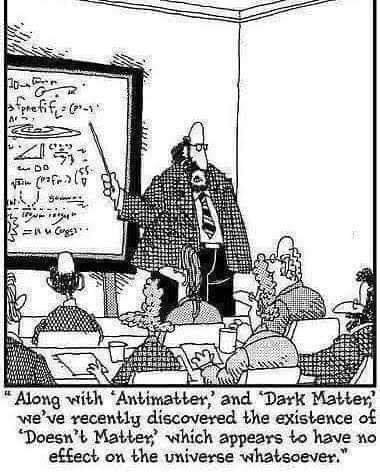 "Along with 'Antimatter,' and 'Dark Matter,'
we've recently discovered the existence of
'Doesn't Matter,' which appears to have no
effect on the universe whatsoever."